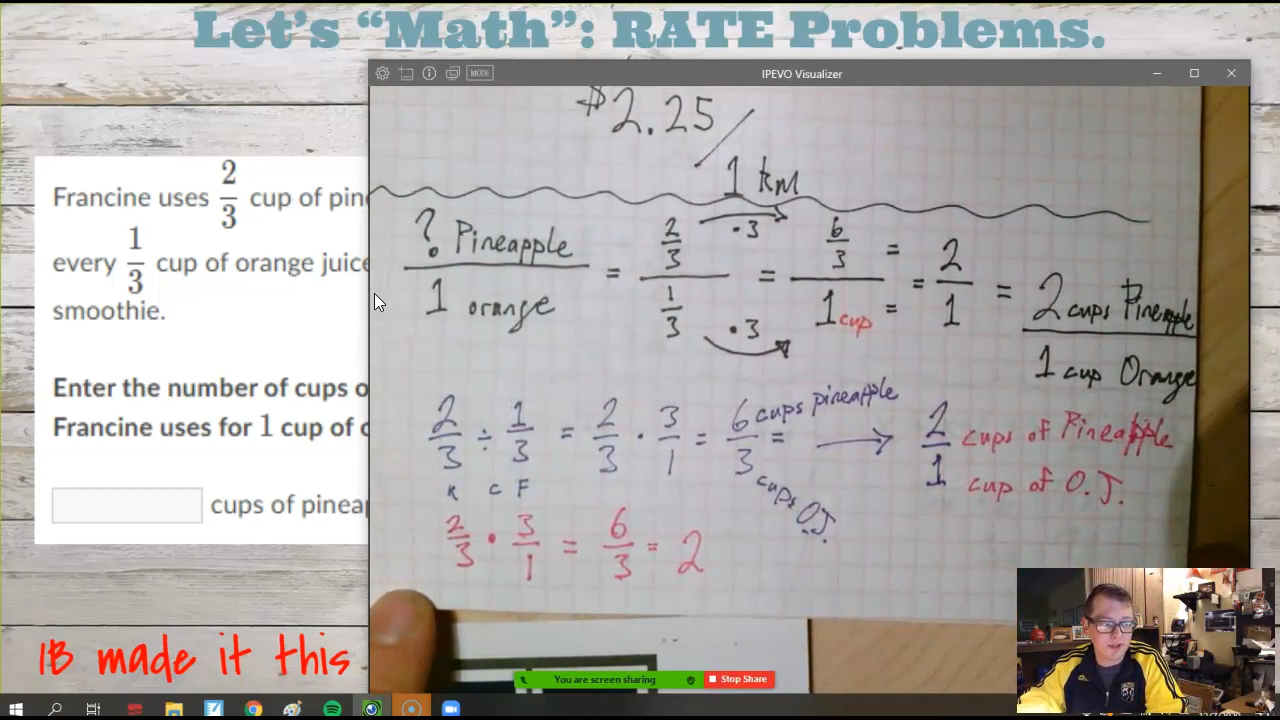 Let's "Math": RATE Problems.
IPEVO Visualizer
MODE
$2.25 / 1 km
Francine uses 2/3 cup of pin
every 1/3 cup of orange juice
smoothie.
Enter the number of cups o
Francine uses for 1 cup of o
cups of pineap
? Pineapple / 1 orange = 2/3 / 1/3 = 6/3 / 1 cup = = = 2/1 = 2 cups Pineapple / 1 cup Orange
• 3
• 3
2/3 ÷ 1/3 = 2/3 • 3/1 = 6 cups pineapple / 3 cups O.J. = → 2 cups of Pineapple / 1 cup of O.J.
K C F
2/3 • 3/1 = 6/3 = 2
1B made it this
You are screen sharing
Stop Share